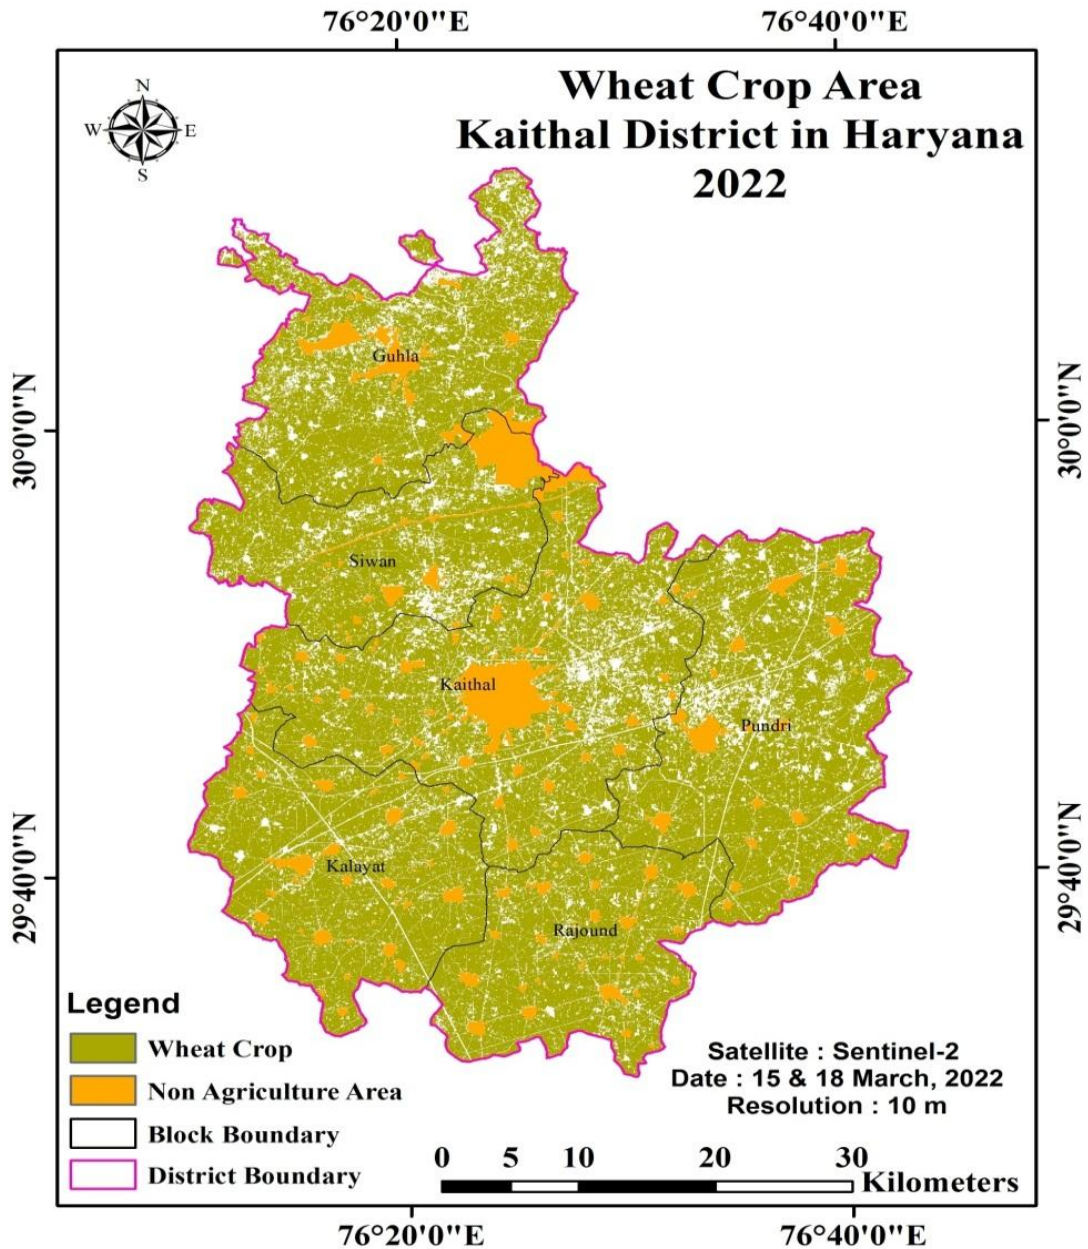 76°20'0"E
76°40'0"E
Wheat Crop Area
Kaithal District in Haryana
2022
N
W
E
S
Guhla
30°0'0"N
30°0'0"N
Siwan
Kaithal
Pundri
29°40'0"N
29°40'0"N
Kalayat
Rajound
Legend
Wheat Crop
Non Agriculture Area
Block Boundary
District Boundary
Satellite : Sentinel-2
Date : 15 & 18 March, 2022
Resolution : 10 m
0 5 10 20 30
Kilometers
76°20'0"E
76°40'0"E